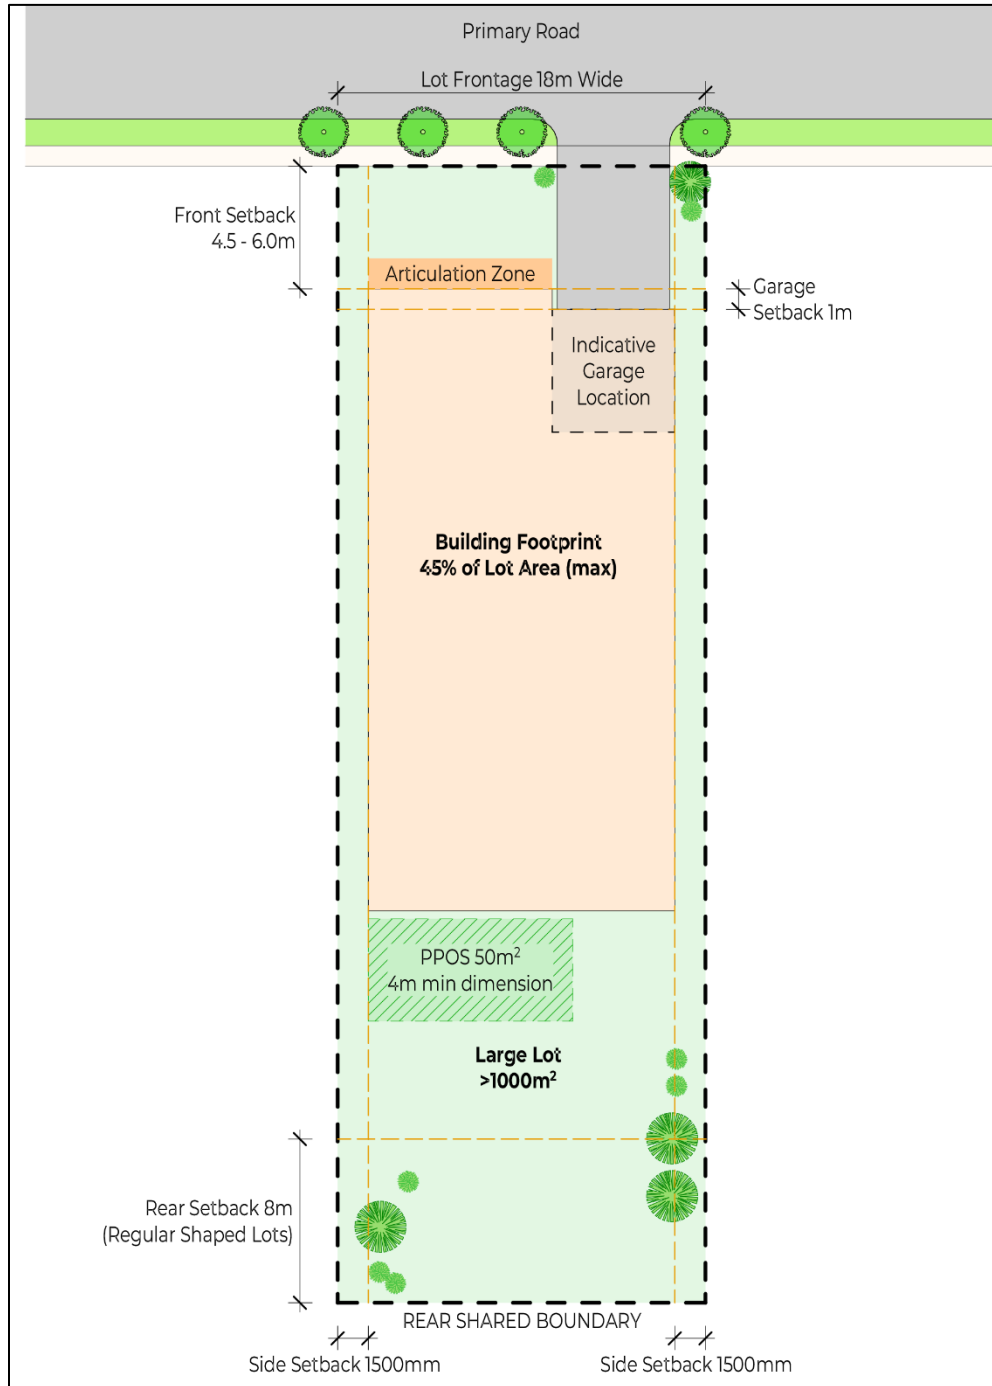 Primary Road
Lot Frontage 18m Wide
Front Setback
4.5 - 6.0m
Articulation Zone
Garage
Setback 1m
Indicative
Garage
Location
Building Footprint
45% of Lot Area (max)
PPOS 50m²
4m min dimension
Large Lot
>1000m²
Rear Setback 8m
(Regular Shaped Lots)
REAR SHARED BOUNDARY
Side Setback 1500mm
Side Setback 1500mm